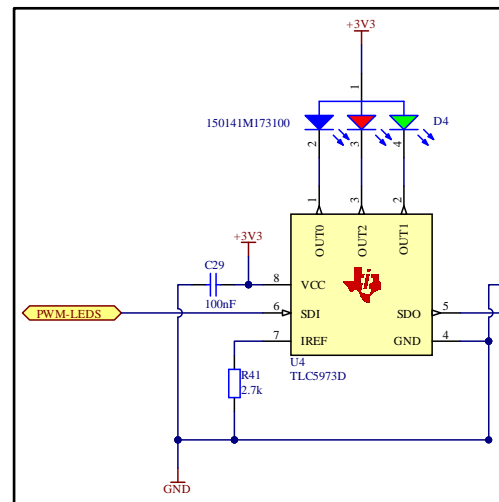 +3V3
1
150141M173100
D4
2
3
4
1
3
2
OUT0
OUT2
OUT1
+3V3
C29
100nF
8
VCC
PWM-LEDS
6
SDI
SDO
5
7
IREF
GND
4
U4
TLC5973D
R41
2.7k
GND